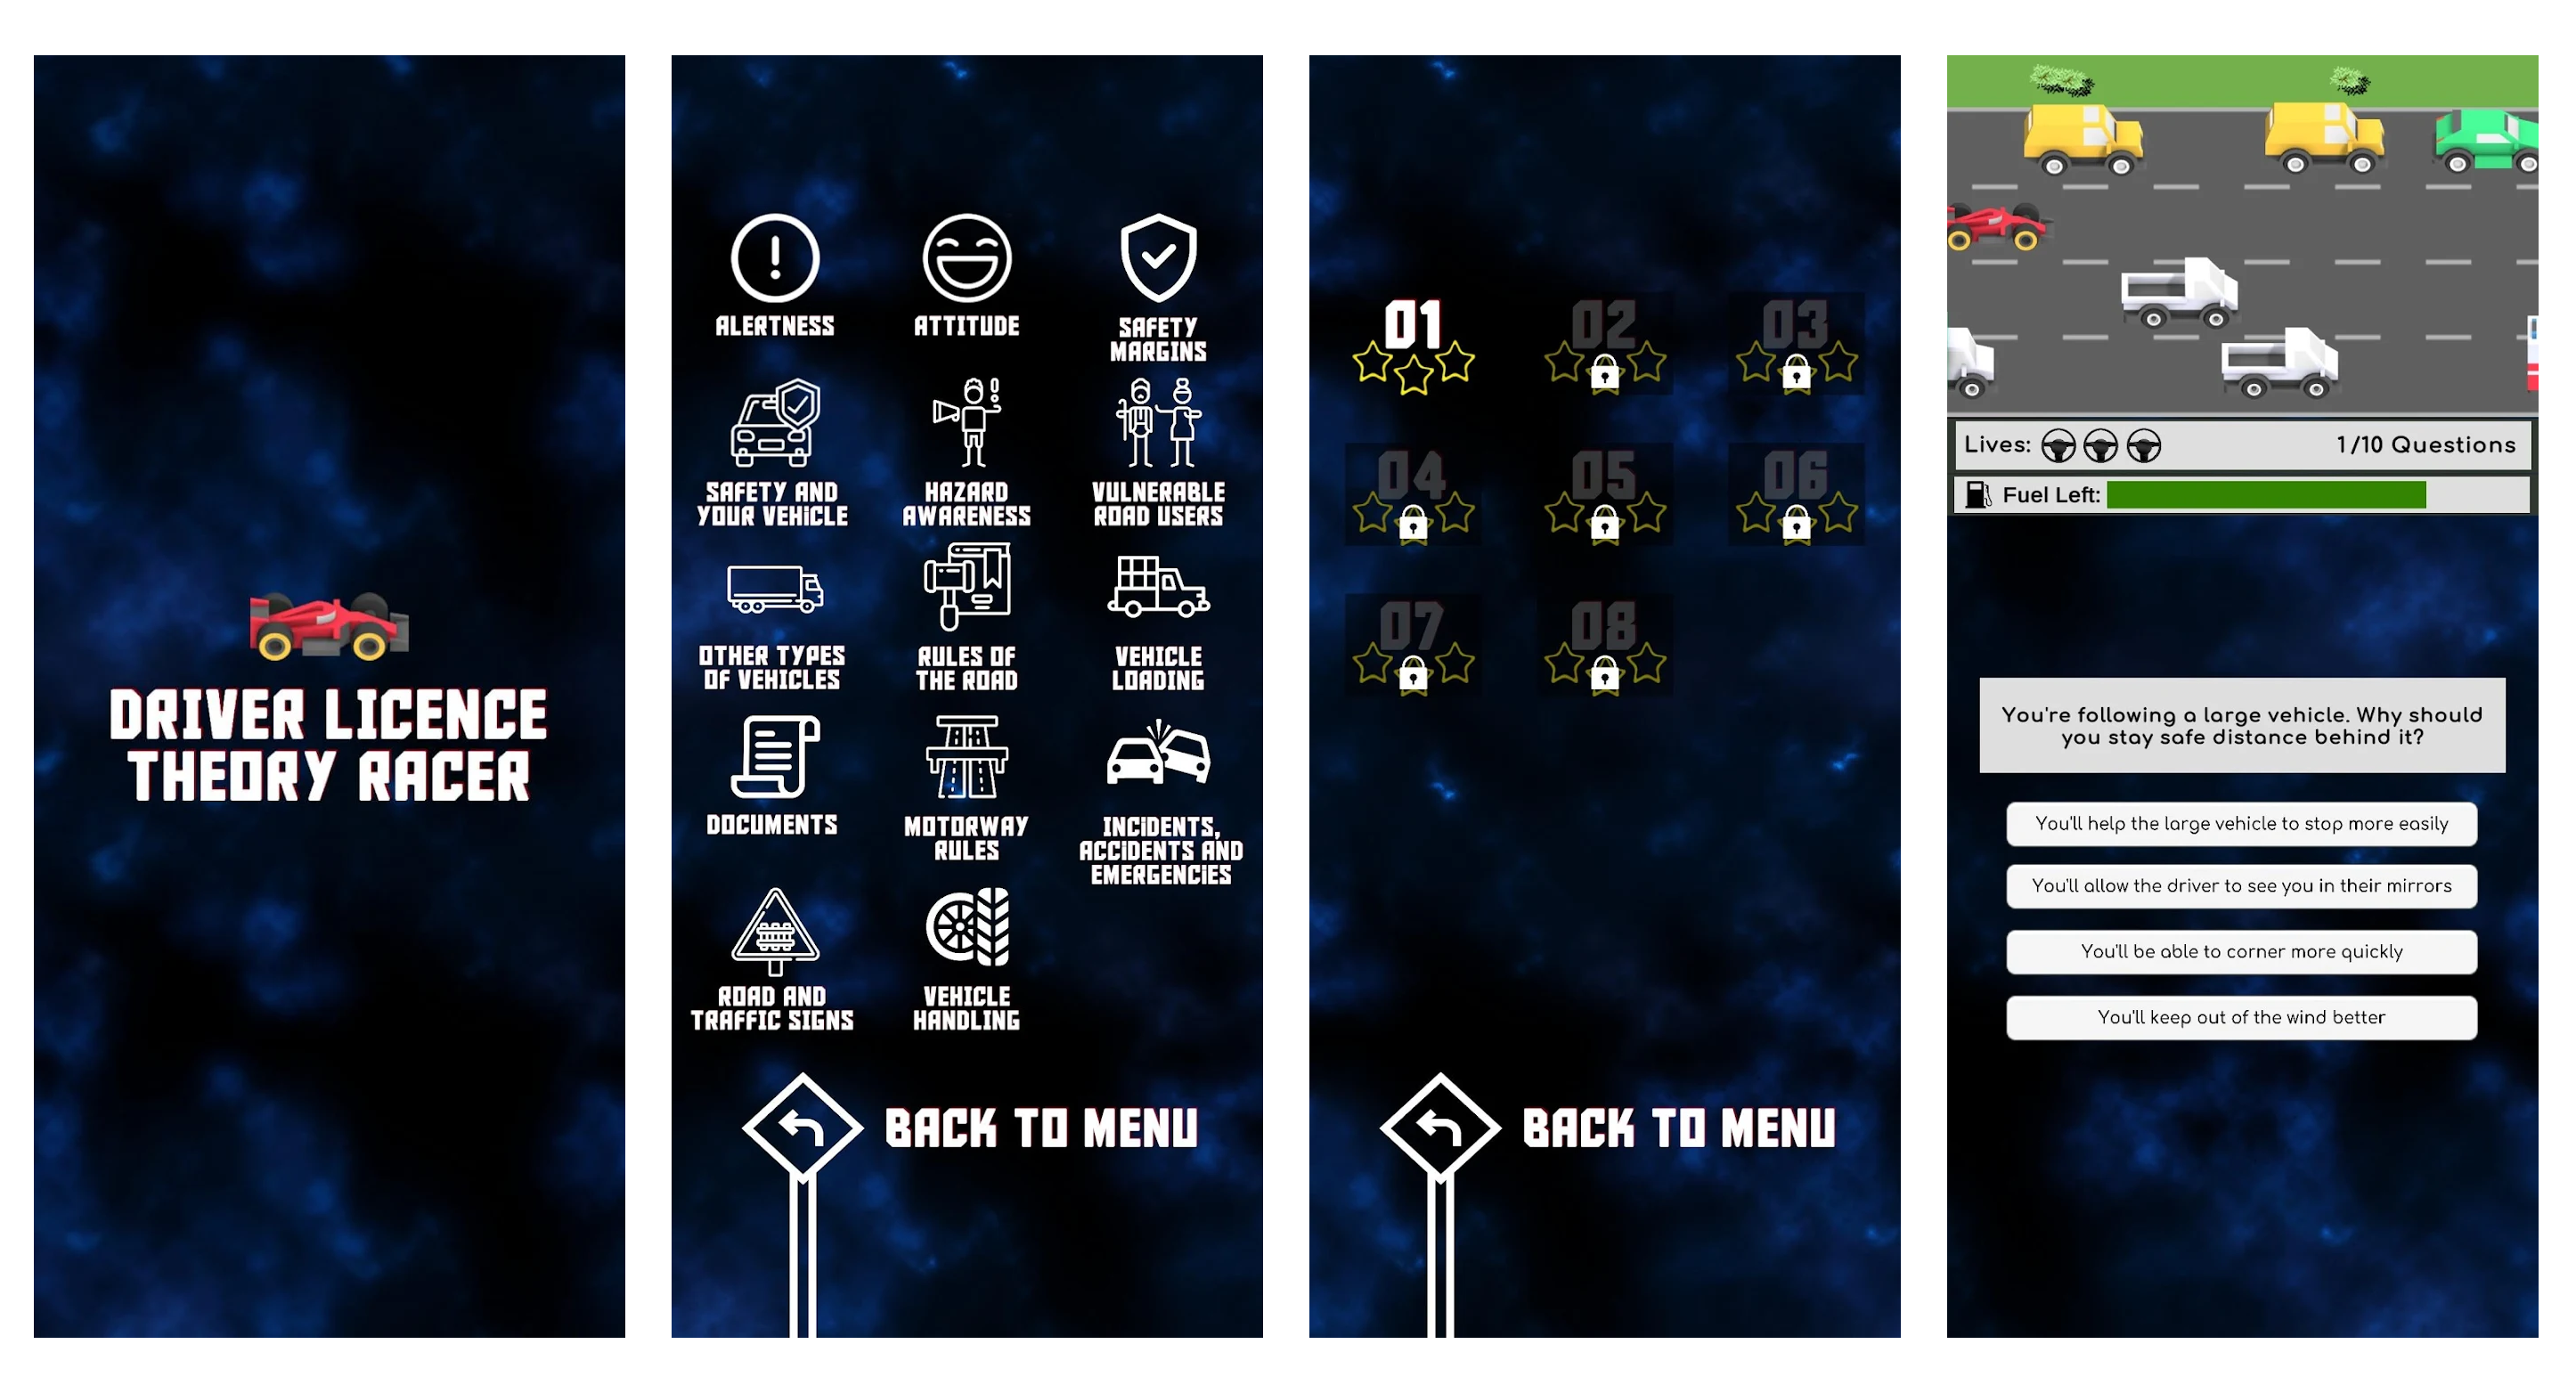 DRIVER LICENCE
THEORY RACER
ALERTNESS
ATTITUDE
SAFETY
MARGINS
SAFETY AND
YOUR VEHICLE
HAZARD
AWARENESS
VULNERABLE
ROAD USERS
OTHER TYPES
OF VEHICLES
RULES OF
THE ROAD
VEHICLE
LOADING
DOCUMENTS
MOTORWAY
RULES
INCIDENTS,
ACCIDENTS AND
EMERGENCIES
ROAD AND
TRAFFIC SIGNS
VEHICLE
HANDLING
BACK TO MENU
01
02
03
04
05
06
07
08
BACK TO MENU
Lives:
1/10 Questions
Fuel Left:
You're following a large vehicle. Why should
you stay safe distance behind it?
You'll help the large vehicle to stop more easily
You'll allow the driver to see you in their mirrors
You'll be able to corner more quickly
You'll keep out of the wind better